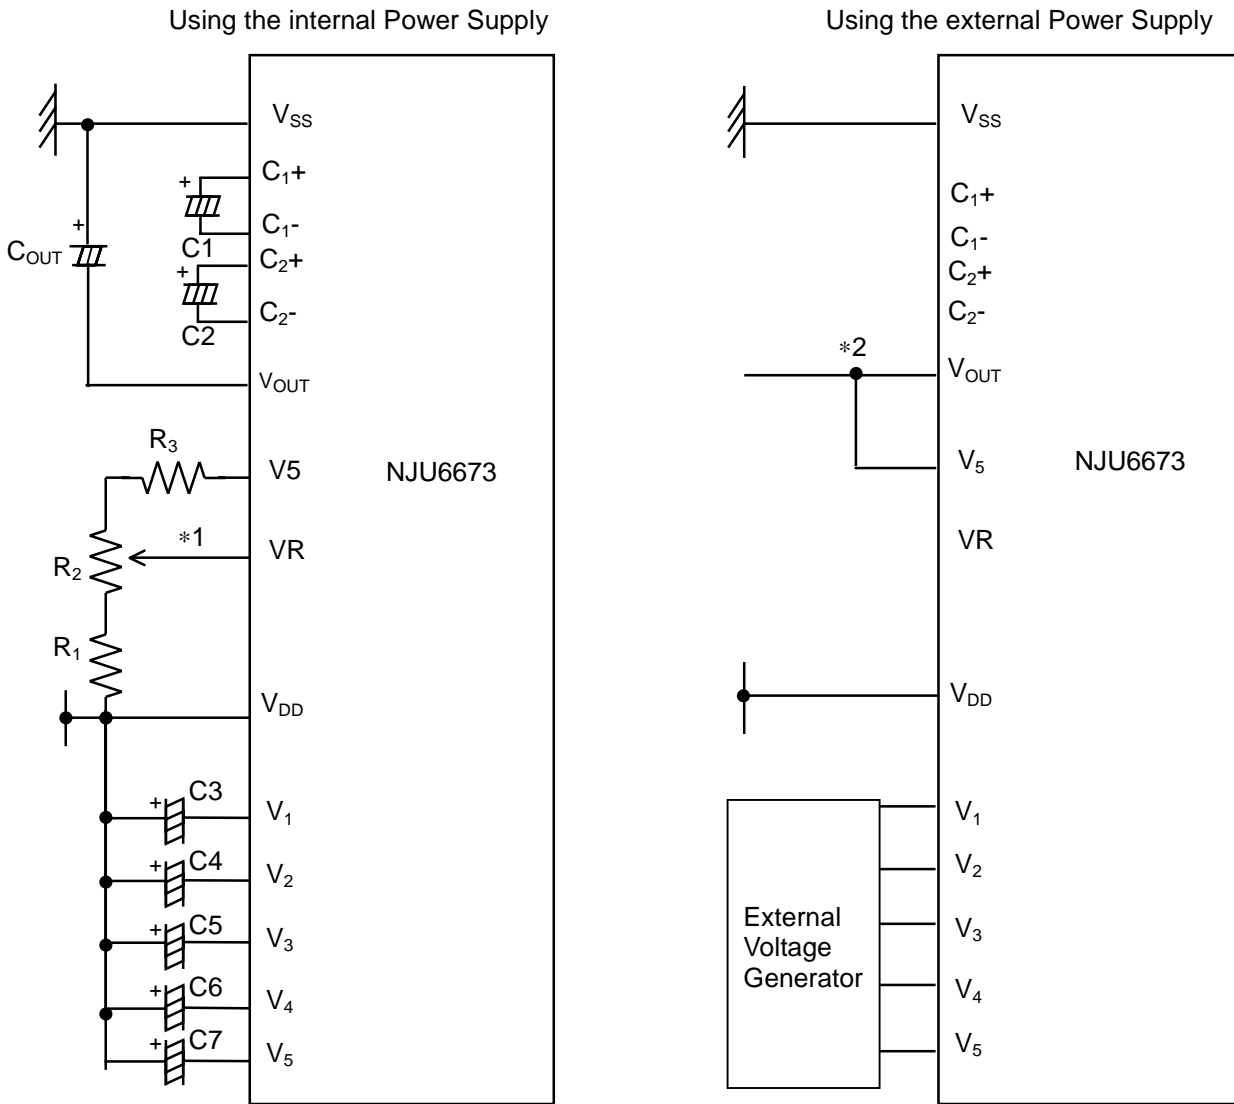 Using the internal Power Supply
VSS
C1+
+
C1-
C1
+
COUT
C2+
+
C2-
C2
VOUT
R3
V5
NJU6673
*1
VR
R2
R1
VDD
+ C3
V1
+ C4
V2
+ C5
V3
+ C6
V4
+ C7
V5
Using the external Power Supply
VSS
C1+
C1-
C2+
C2-
*2
VOUT
V5
NJU6673
VR
VDD
V1
V2
External
Voltage
Generator
V3
V4
V5